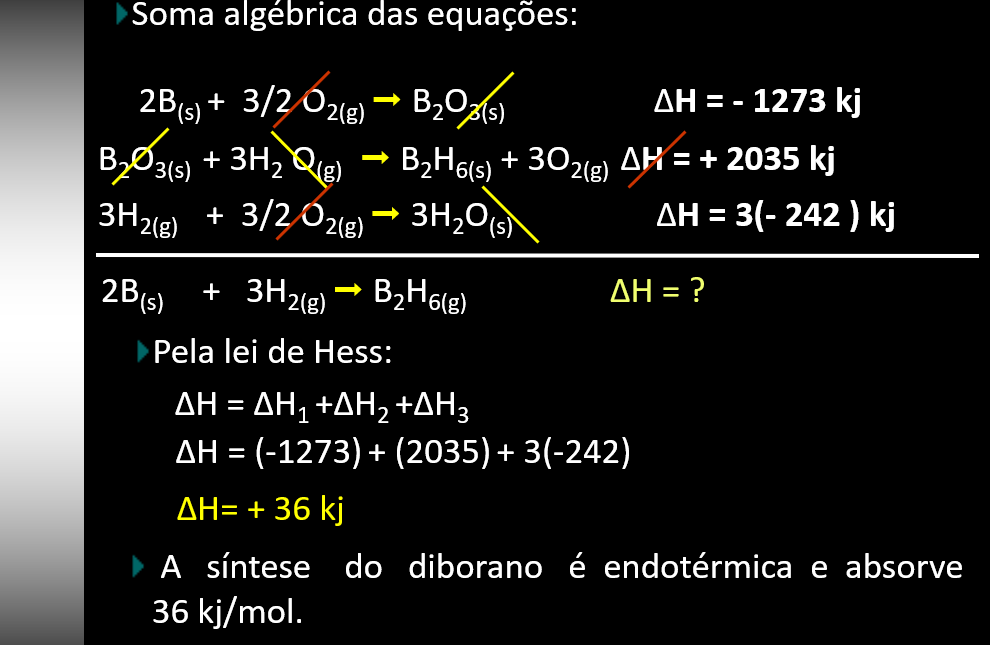 Soma algébrica das equações:
2B(s) + 3/2 O2(g) → B2O3(s) ΔH = - 1273 kj
B2O3(s) + 3H2 O(g) → B2H6(s) + 3O2(g) ΔH = + 2035 kj
3H2(g) + 3/2 O2(g) → 3H2O(s) ΔH = 3(- 242 ) kj
2B(s) + 3H2(g) → B2H6(g) ΔH = ?
Pela lei de Hess:
ΔH = ΔH1 +ΔH2 +ΔH3
ΔH = (-1273) + (2035) + 3(-242)
ΔH= + 36 kj
A síntese do diborano é endotérmica e absorve
36 kj/mol.